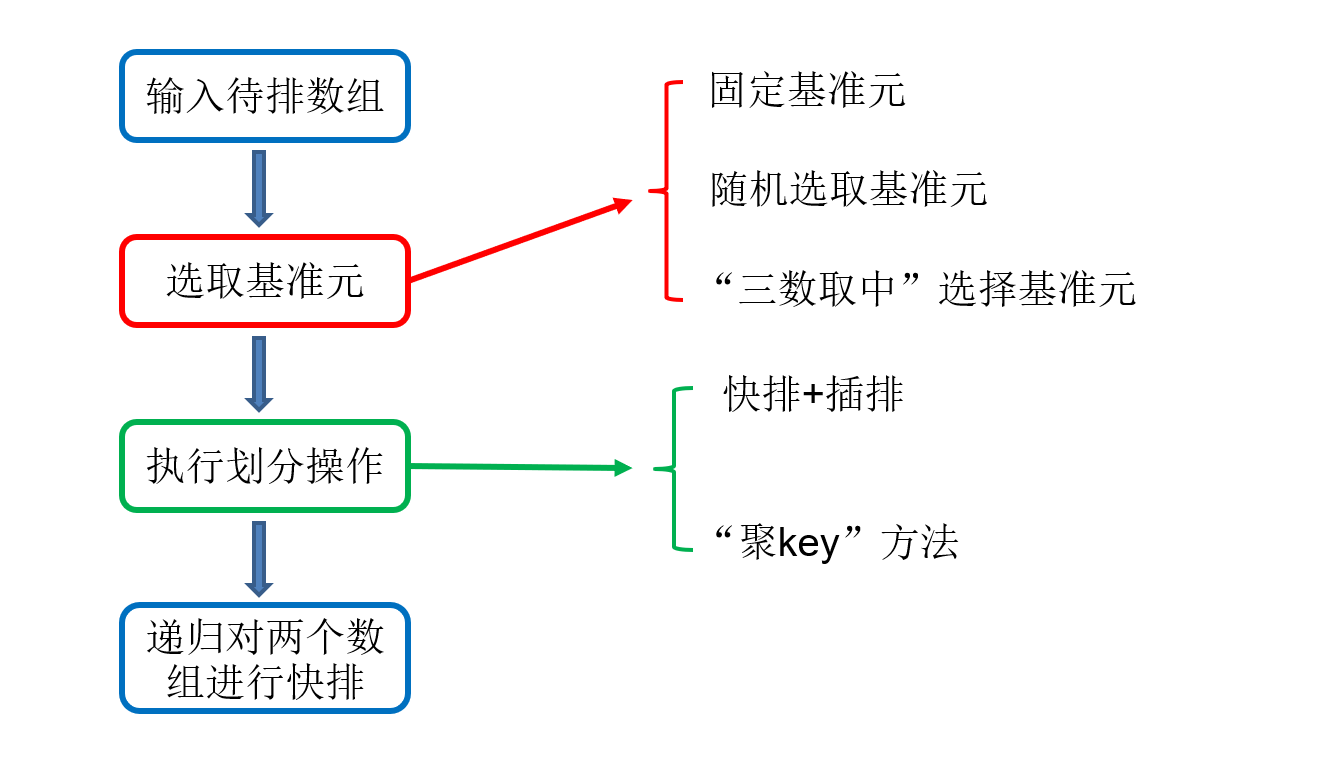 输入待排数组
选取基准元
执行划分操作
递归对两个数
组进行快排
固定基准元
随机选取基准元
“三数取中”选择基准元
快排+插排
“聚key”方法